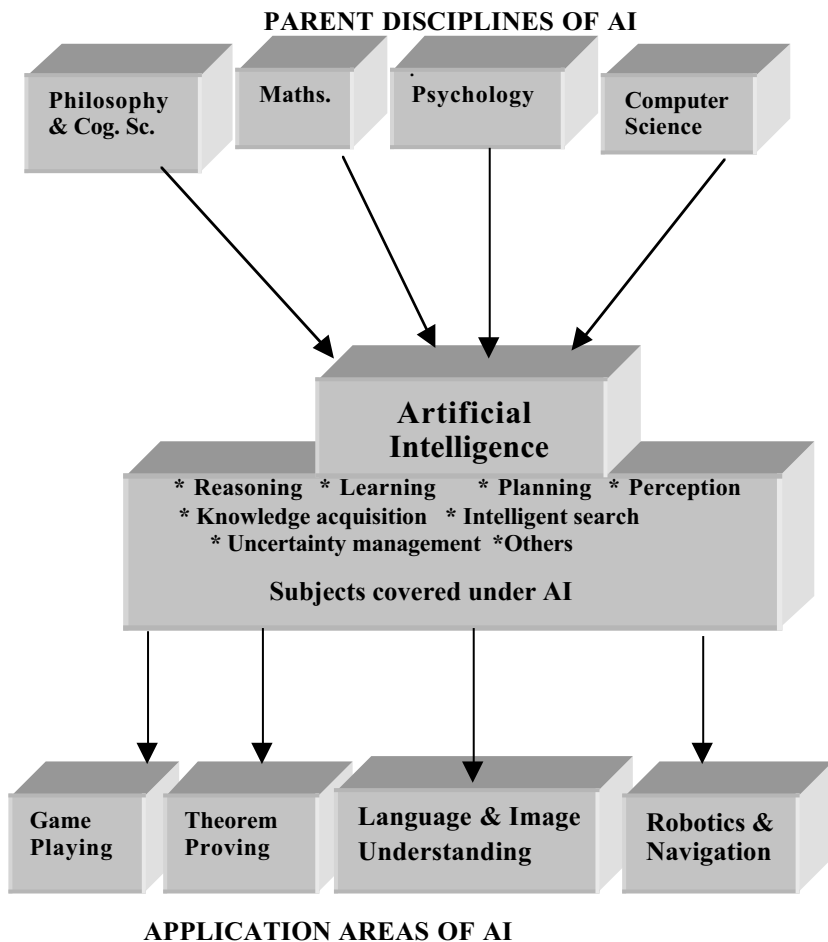 PARENT DISCIPLINES OF AI
Philosophy
& Cog. Sc.
Maths.
Psychology
Computer
Science
Artificial
Intelligence
* Reasoning * Learning * Planning * Perception
* Knowledge acquisition * Intelligent search
* Uncertainty management *Others
Subjects covered under AI
Game
Playing
Theorem
Proving
Language & Image
Understanding
Robotics &
Navigation
APPLICATION AREAS OF AI